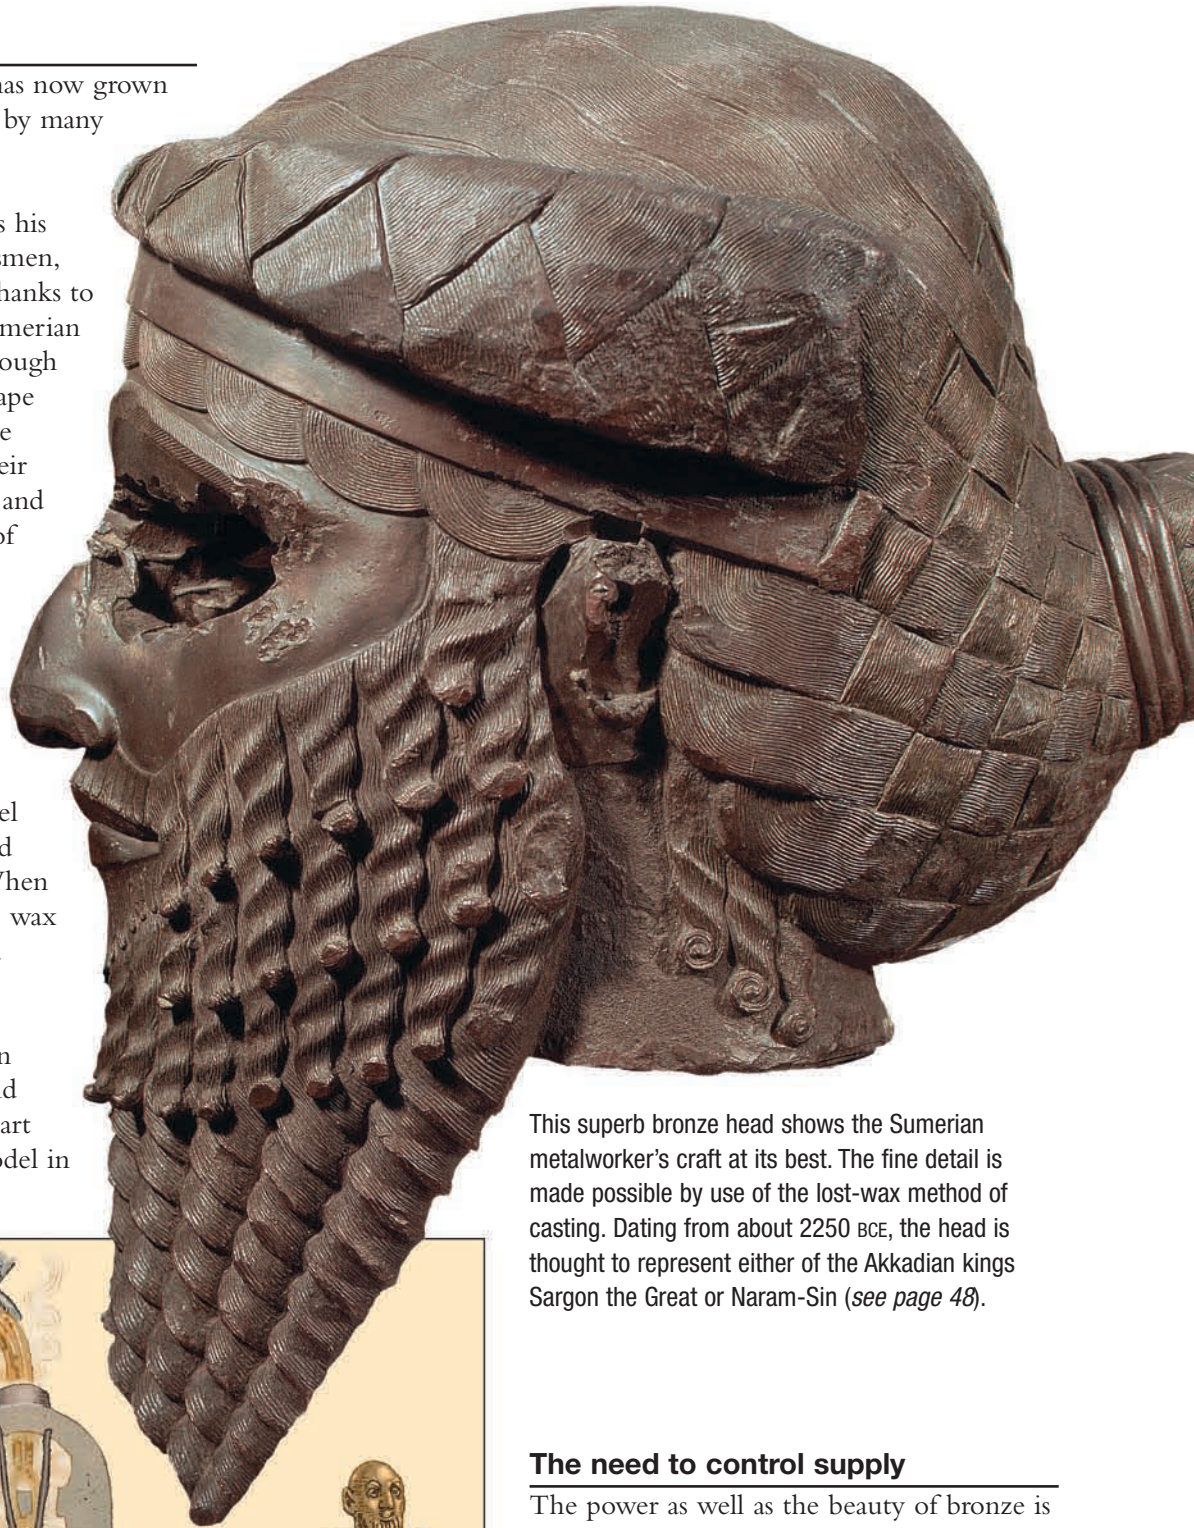 has now grown
by many
s his
smen,
hanks to
merian
ough
ape
e
eir
and
of
el
d
When
wax
n
d
art
odel in
This superb bronze head shows the Sumerian
metalworker’s craft at its best. The fine detail is
made possible by use of the lost-wax method of
casting. Dating from about 2250 BCE, the head is
thought to represent either of the Akkadian kings
Sargon the Great or Naram-Sin (see page 48).
The need to control supply
The power as well as the beauty of bronze is